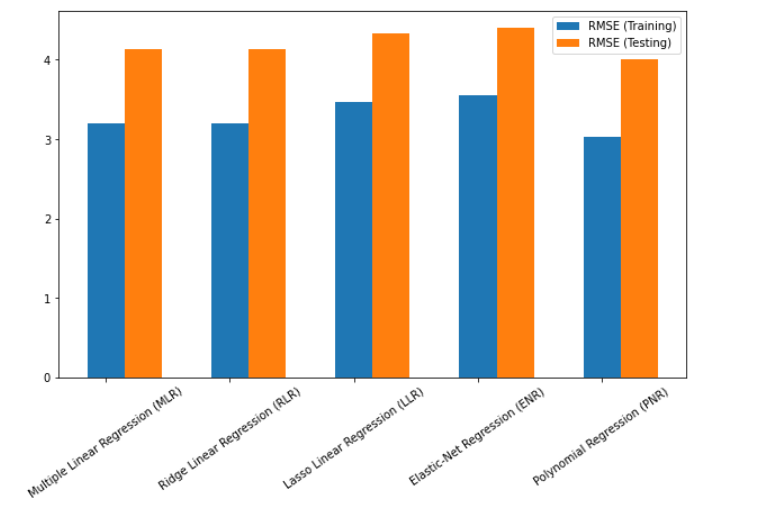 RMSE (Training)
RMSE (Testing)
4
3
2
1
0
Multiple Linear Regression (MLR)
Ridge Linear Regression (RLR)
Lasso Linear Regression (LLR)
Elastic-Net Regression (ENR)
Polynomial Regression (PNR)